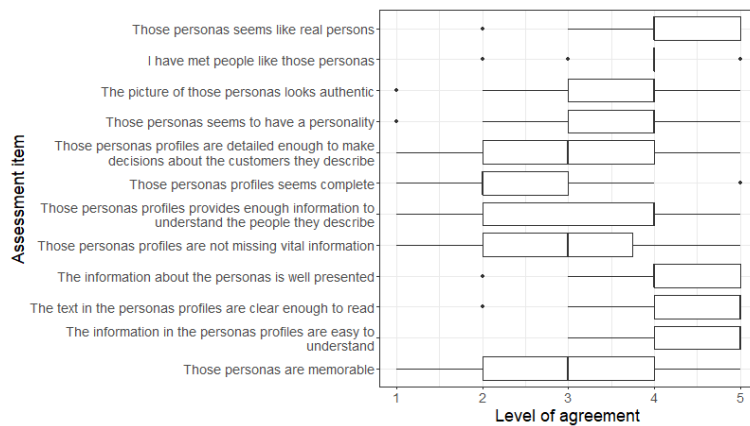 Those personas seems like real persons
I have met people like those personas
The picture of those personas looks authentic
Those personas seems to have a personality
Those personas profiles are detailed enough to make
decisions about the customers they describe
Those personas profiles seems complete
Those personas profiles provides enough information to
understand the people they describe
Those personas profiles are not missing vital information
The information about the personas is well presented
The text in the personas profiles are clear enough to read
The information in the personas profiles are easy to
understand
Those personas are memorable
Assessment item
1 2 3 4 5
Level of agreement